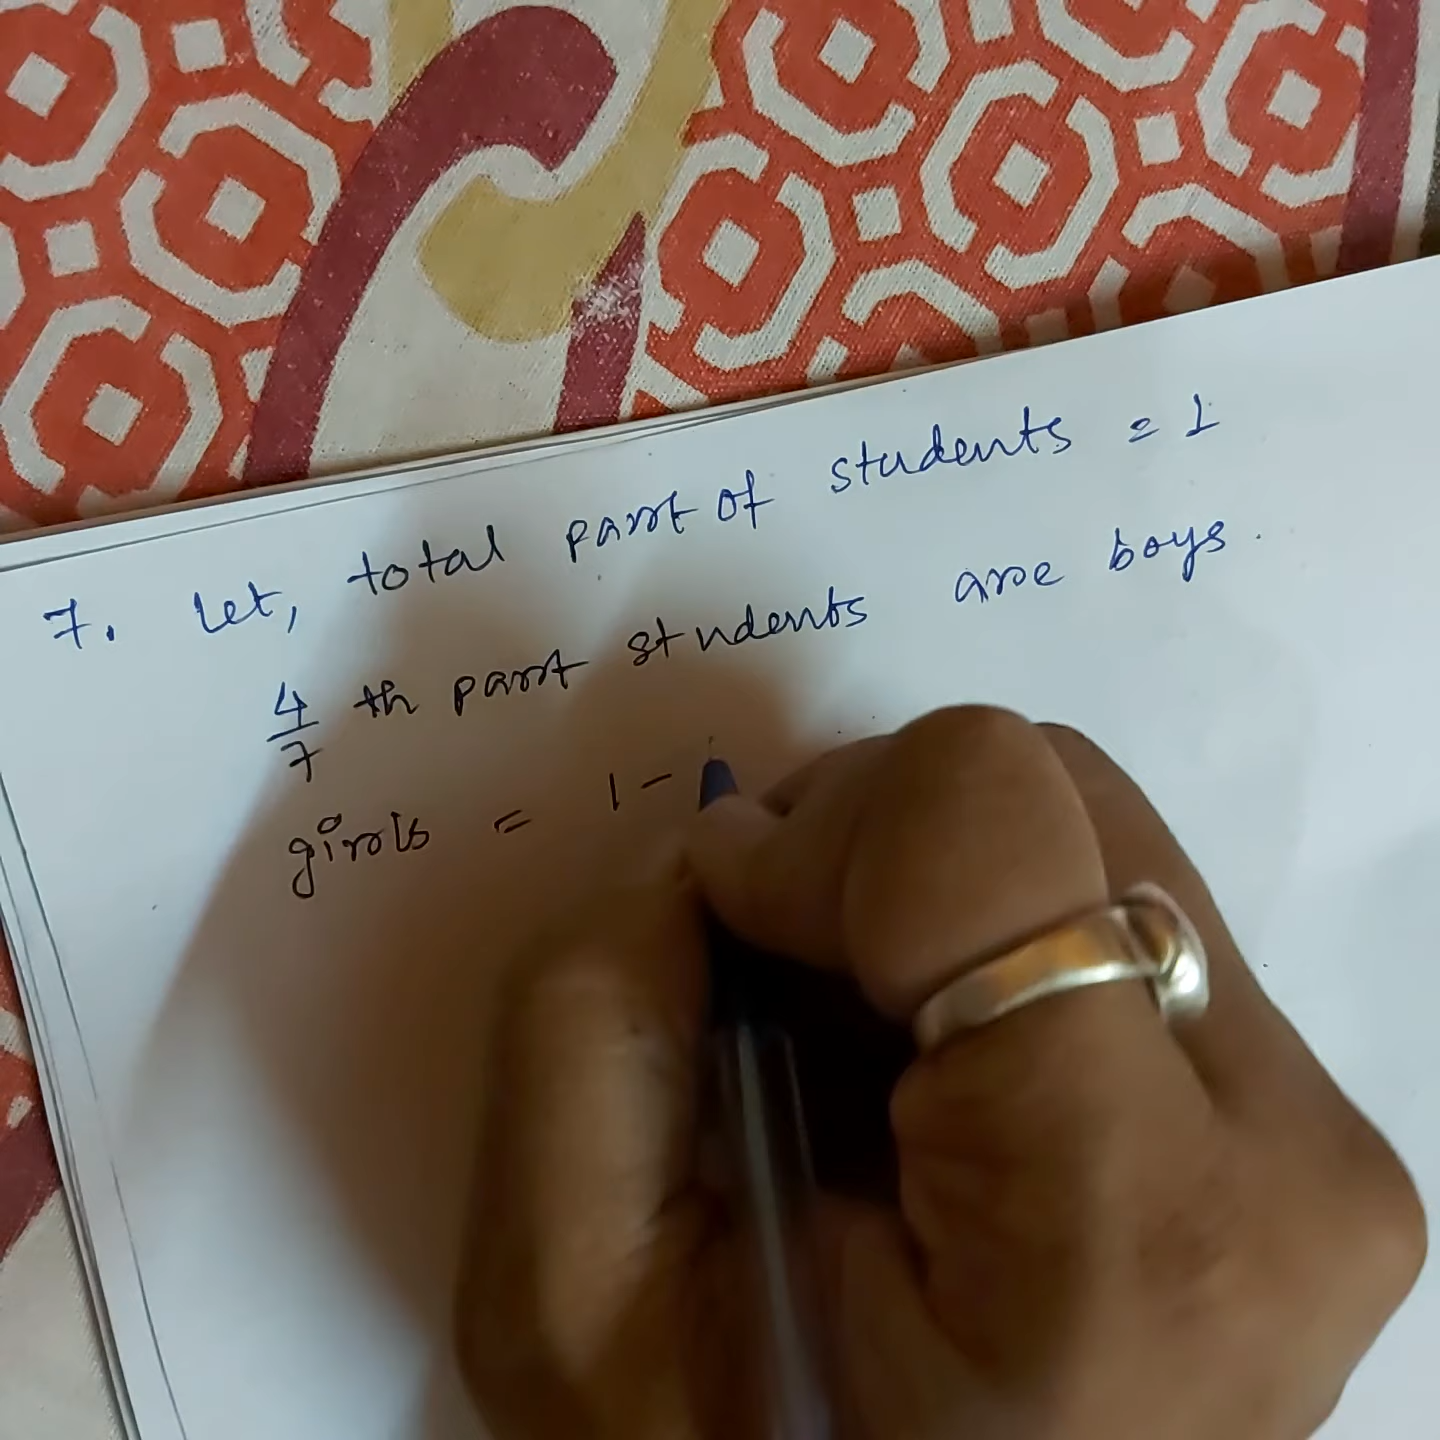 7. Let, total part of students = 1
4/7 th part students are boys.
girls = 1 -